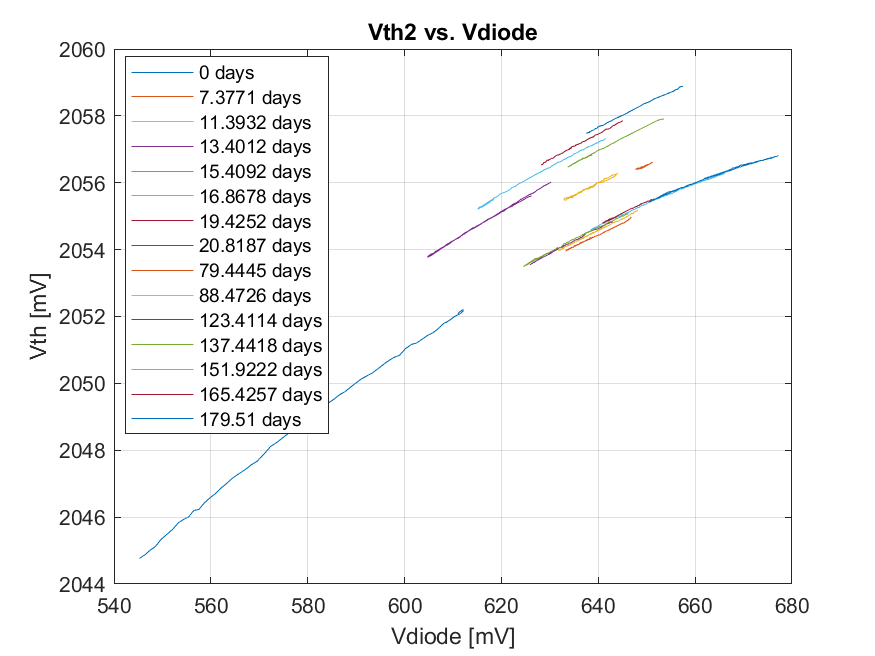 Vth2 vs. Vdiode
2060
2058
2056
2054
2052
2050
2048
2046
2044
Vth [mV]
0 days
7.3771 days
11.3932 days
13.4012 days
15.4092 days
16.8678 days
19.4252 days
20.8187 days
79.4445 days
88.4726 days
123.4114 days
137.4418 days
151.9222 days
165.4257 days
179.51 days
540 560 580 600 620 640 660 680
Vdiode [mV]